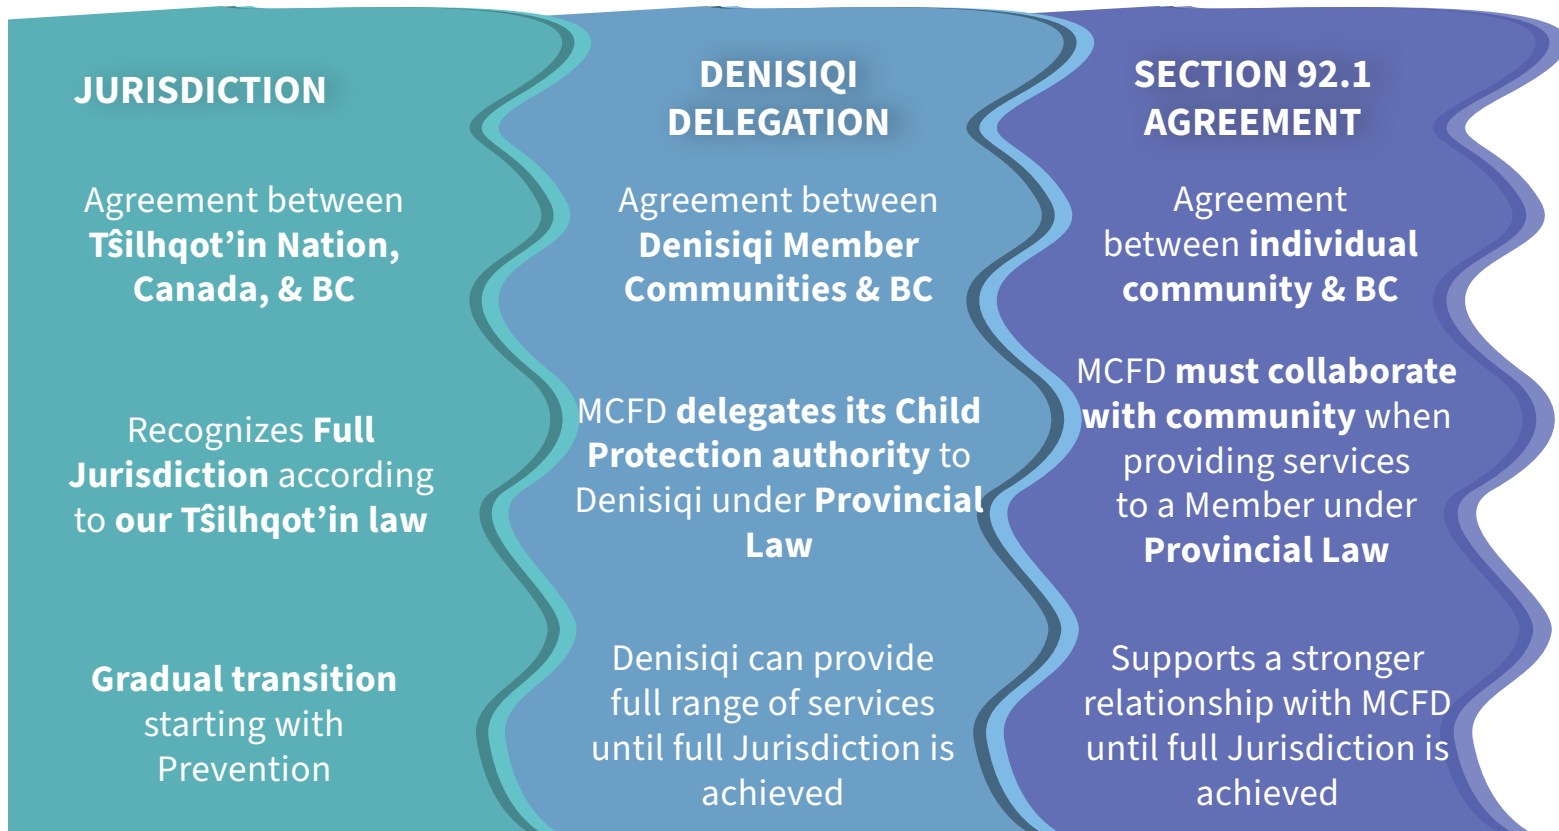 JURISDICTION
Agreement between
Tŝilhqot’in Nation,
Canada, & BC
Recognizes Full
Jurisdiction according
to our Tŝilhqot’in law
Gradual transition
starting with
Prevention
DENISIQI
DELEGATION
Agreement between
Denisiqi Member
Communities & BC
MCFD delegates its Child
Protection authority to
Denisiqi under Provincial
Law
Denisiqi can provide
full range of services
until full Jurisdiction is
achieved
SECTION 92.1
AGREEMENT
Agreement
between individual
community & BC
MCFD must collaborate
with community when
providing services
to a Member under
Provincial Law
Supports a stronger
relationship with MCFD
until full Jurisdiction is
achieved